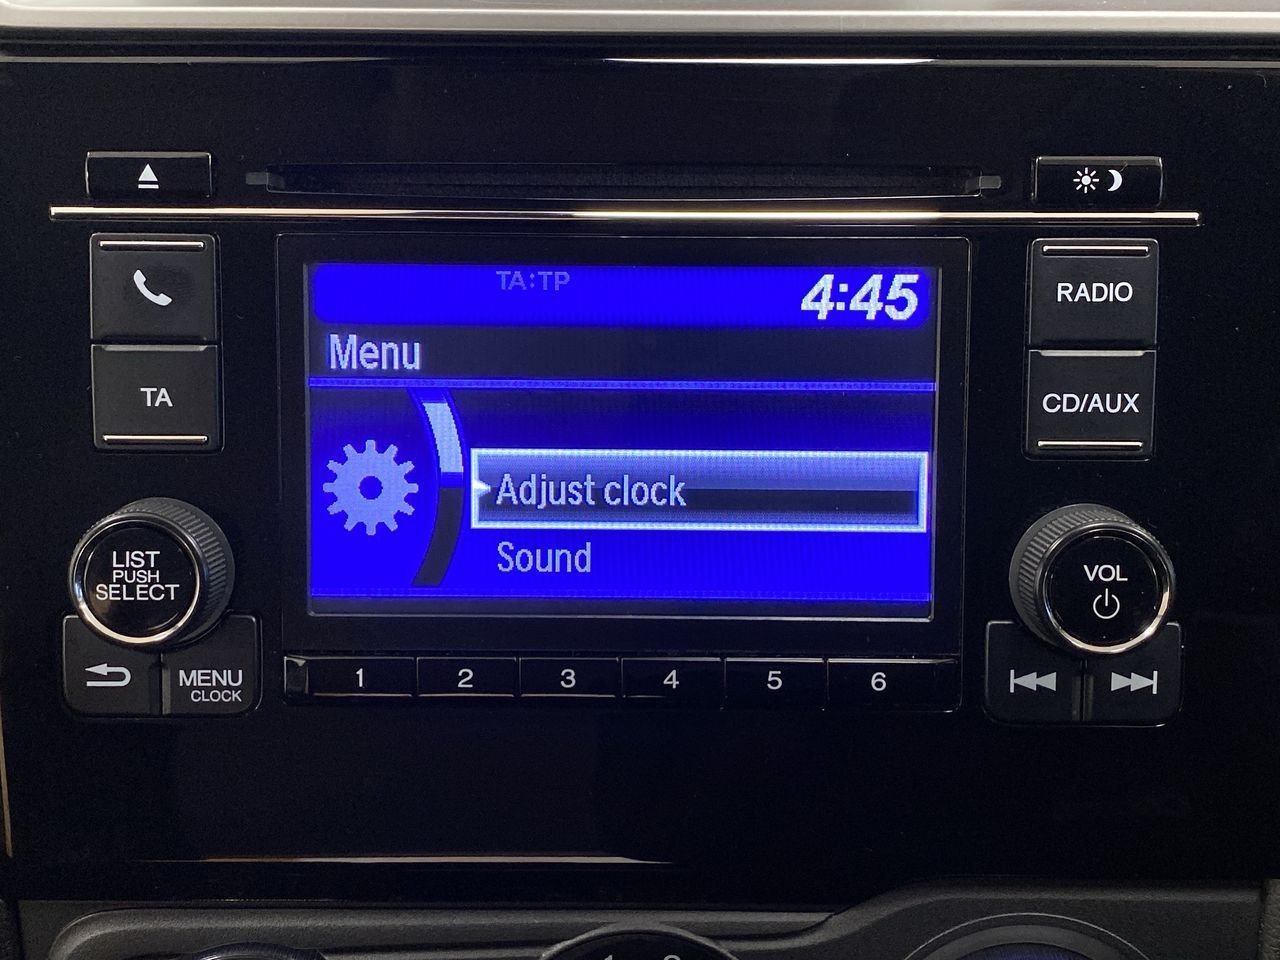 TA:TP
4:45
Menu
Adjust clock
Sound
TA
LIST
PUSH
SELECT
MENU
CLOCK
1 2 3 4 5 6
RADIO
CD/AUX
VOL